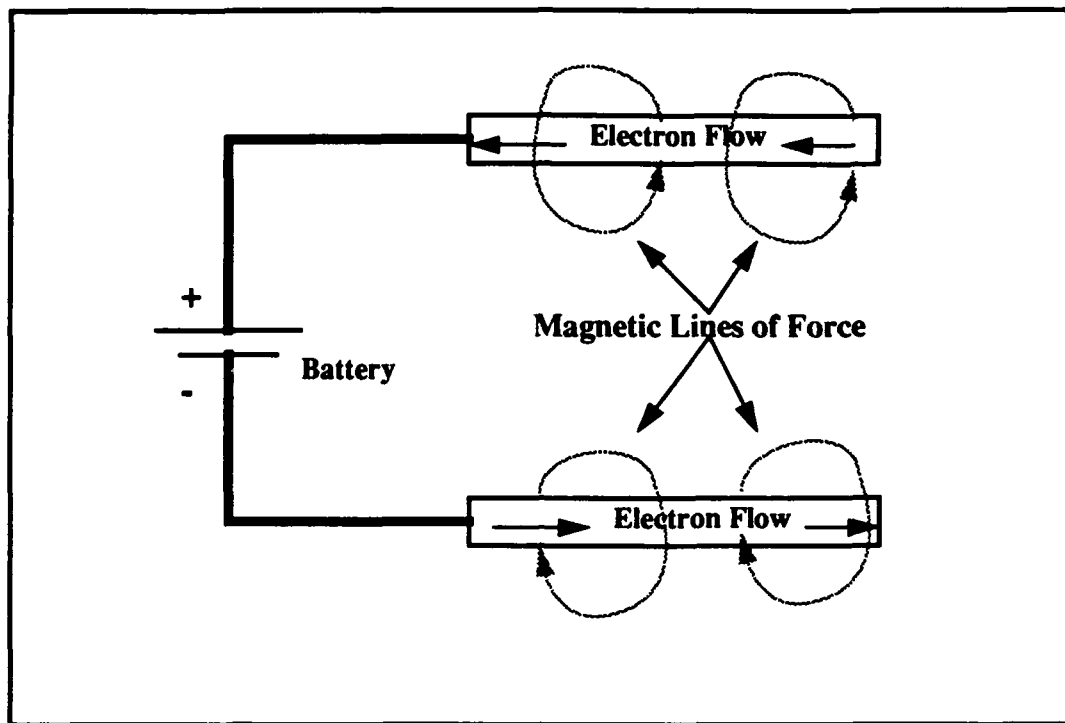 Electron Flow
+
Magnetic Lines of Force
Battery
-
Electron Flow